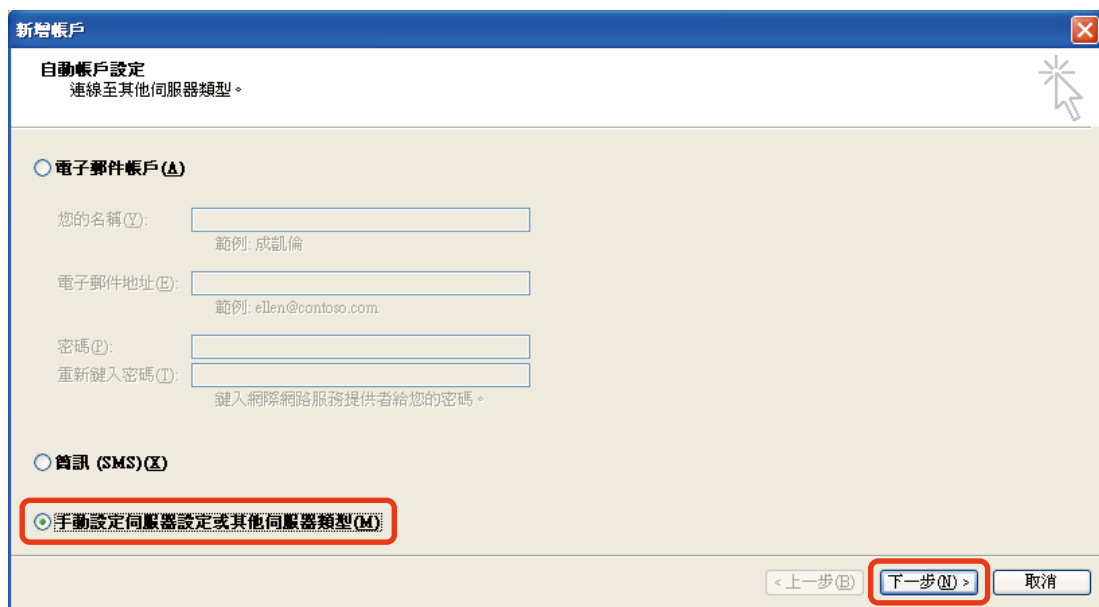 新增帳戶
自動帳戶設定
連線至其他伺服器類型。
電子郵件帳戶(A)
您的名稱(Y):
範例: 成凱倫
電子郵件地址(E):
範例: ellen@contoso.com
密碼(P):
重新鍵入密碼(T):
鍵入網際網路服務提供者給您的密碼。
簡訊 (SMS)(X)
手動設定伺服器設定或其他伺服器類型(M)
< 上一步(B)
下一步(N) >
取消